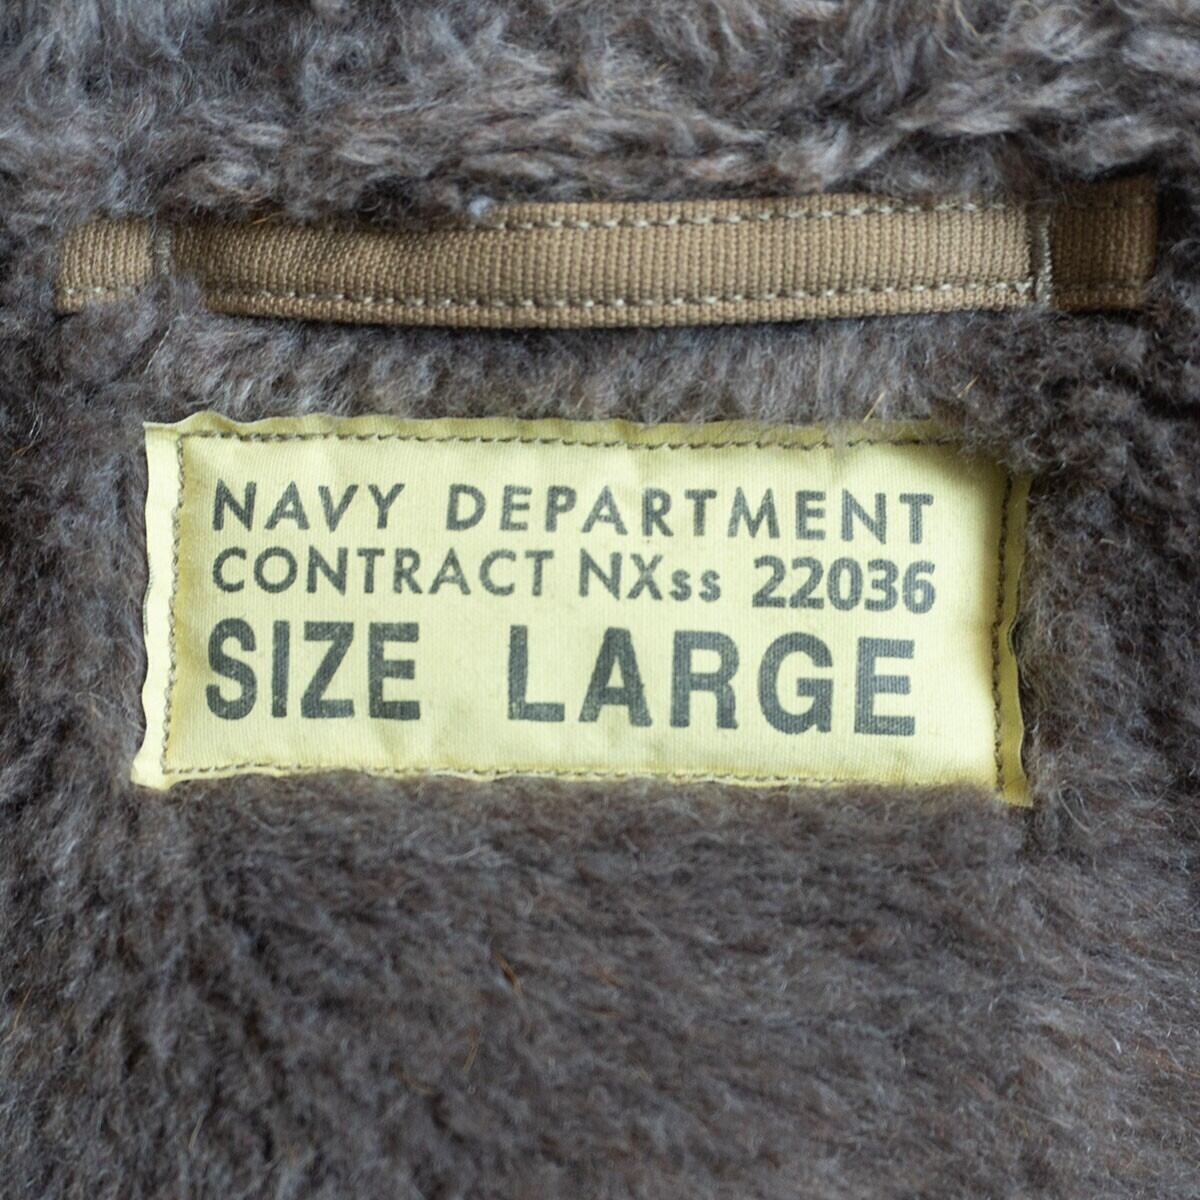 NAVY DEPARTMENT
CONTRACT NXss 22036
SIZE LARGE